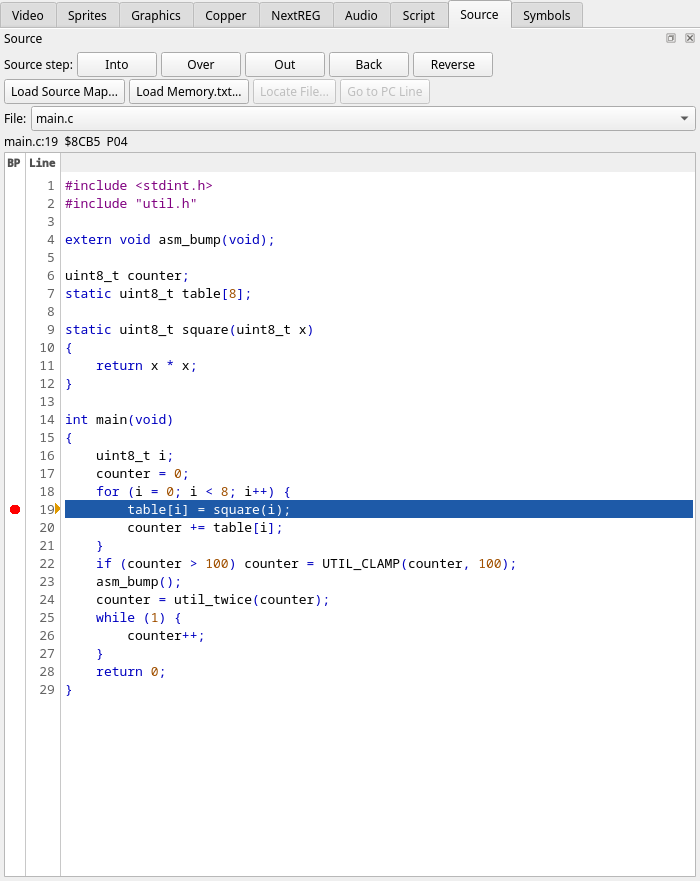 Video Sprites Graphics Copper NextREG Audio Script Source Symbols
Source
Source step: Into Over Out Back Reverse
Load Source Map... Load Memory.txt... Locate File... Go to PC Line
File: main.c
main.c:19 $8CB5 P04
BP Line
1 #include <stdint.h>
2 #include "util.h"
3
4 extern void asm_bump(void);
5
6 uint8_t counter;
7 static uint8_t table[8];
8
9 static uint8_t square(uint8_t x)
10 {
11     return x * x;
12 }
13
14 int main(void)
15 {
16     uint8_t i;
17     counter = 0;
18     for (i = 0; i < 8; i++) {
19         table[i] = square(i);
20         counter += table[i];
21     }
22     if (counter > 100) counter = UTIL_CLAMP(counter, 100);
23     asm_bump();
24     counter = util_twice(counter);
25     while (1) {
26         counter++;
27     }
28     return 0;
29 }